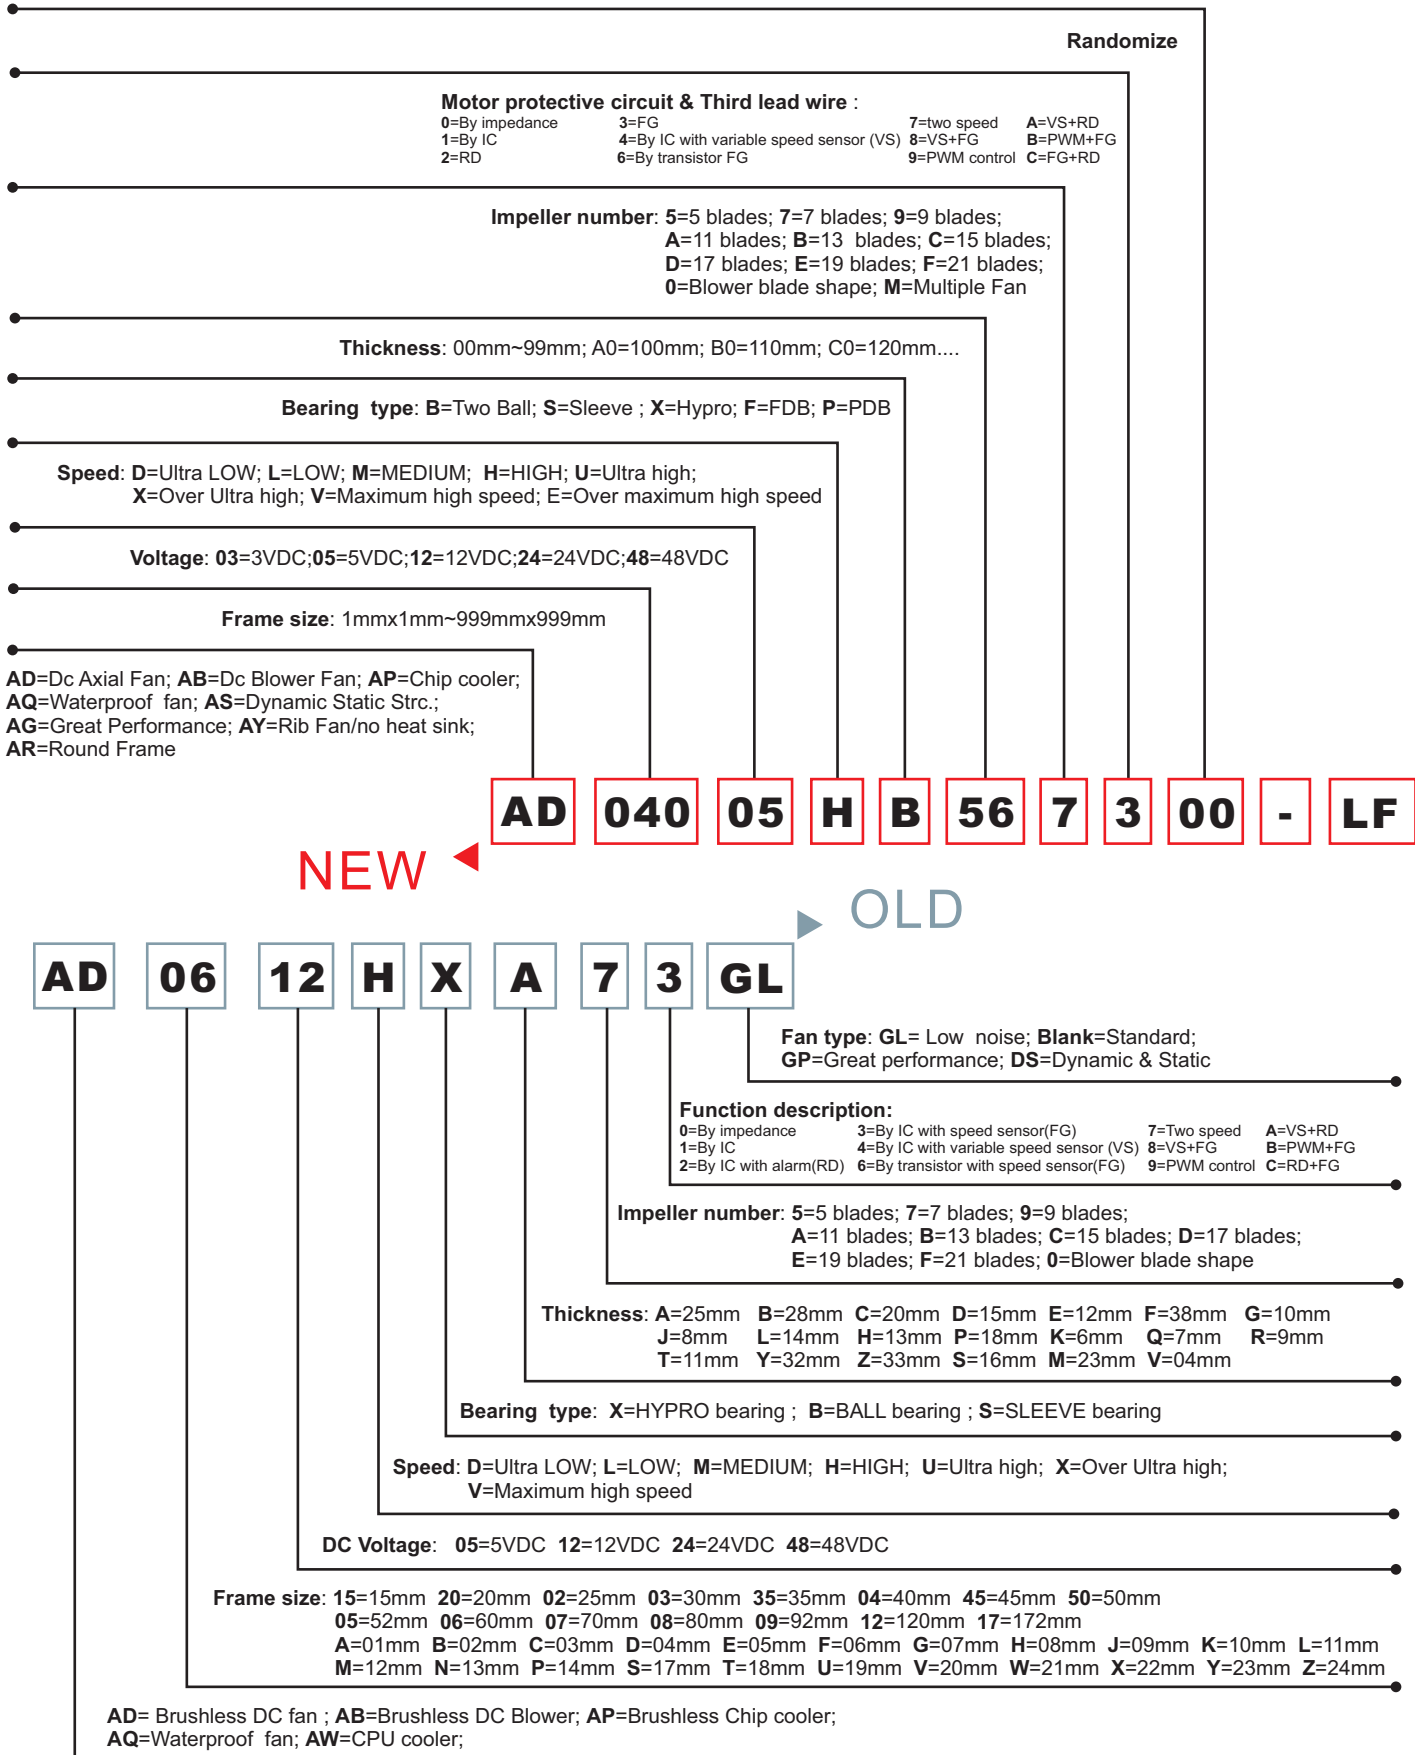 Randomize
Motor protective circuit & Third lead wire :
0=By impedance 3=FG 7=two speed A=VS+RD
1=By IC 4=By IC with variable speed sensor (VS) 8=VS+FG B=PWM+FG
2=RD 6=By transistor FG 9=PWM control C=FG+RD
Impeller number: 5=5 blades; 7=7 blades; 9=9 blades;
A=11 blades; B=13 blades; C=15 blades;
D=17 blades; E=19 blades; F=21 blades;
0=Blower blade shape; M=Multiple Fan
Thickness: 00mm~99mm; A0=100mm; B0=110mm; C0=120mm....
Bearing type: B=Two Ball; S=Sleeve ; X=Hypro; F=FDB; P=PDB
Speed: D=Ultra LOW; L=LOW; M=MEDIUM; H=HIGH; U=Ultra high;
X=Over Ultra high; V=Maximum high speed; E=Over maximum high speed
Voltage: 03=3VDC;05=5VDC;12=12VDC;24=24VDC;48=48VDC
Frame size: 1mmx1mm~999mmx999mm
AD=Dc Axial Fan; AB=Dc Blower Fan; AP=Chip cooler;
AQ=Waterproof fan; AS=Dynamic Static Strc.;
AG=Great Performance; AY=Rib Fan/no heat sink;
AR=Round Frame
AD 040 05 H B 56 7 3 00 - LF
NEW
OLD
AD 06 12 H X A 7 3 GL
Fan type: GL= Low noise; Blank=Standard;
GP=Great performance; DS=Dynamic & Static
Function description:
0=By impedance 3=By IC with speed sensor(FG) 7=Two speed A=VS+RD
1=By IC 4=By IC with variable speed sensor (VS) 8=VS+FG B=PWM+FG
2=By IC with alarm(RD) 6=By transistor with speed sensor(FG) 9=PWM control C=RD+FG
Impeller number: 5=5 blades; 7=7 blades; 9=9 blades;
A=11 blades; B=13 blades; C=15 blades; D=17 blades;
E=19 blades; F=21 blades; 0=Blower blade shape
Thickness: A=25mm B=28mm C=20mm D=15mm E=12mm F=38mm G=10mm
J=8mm L=14mm H=13mm P=18mm K=6mm Q=7mm R=9mm
T=11mm Y=32mm Z=33mm S=16mm M=23mm V=04mm
Bearing type: X=HYPRO bearing ; B=BALL bearing ; S=SLEEVE bearing
Speed: D=Ultra LOW; L=LOW; M=MEDIUM; H=HIGH; U=Ultra high; X=Over Ultra high;
V=Maximum high speed
DC Voltage: 05=5VDC 12=12VDC 24=24VDC 48=48VDC
Frame size: 15=15mm 20=20mm 02=25mm 03=30mm 35=35mm 04=40mm 45=45mm 50=50mm
05=52mm 06=60mm 07=70mm 08=80mm 09=92mm 12=120mm 17=172mm
A=01mm B=02mm C=03mm D=04mm E=05mm F=06mm G=07mm H=08mm J=09mm K=10mm L=11mm
M=12mm N=13mm P=14mm S=17mm T=18mm U=19mm V=20mm W=21mm X=22mm Y=23mm Z=24mm
AD= Brushless DC fan ; AB=Brushless DC Blower; AP=Brushless Chip cooler;
AQ=Waterproof fan; AW=CPU cooler;